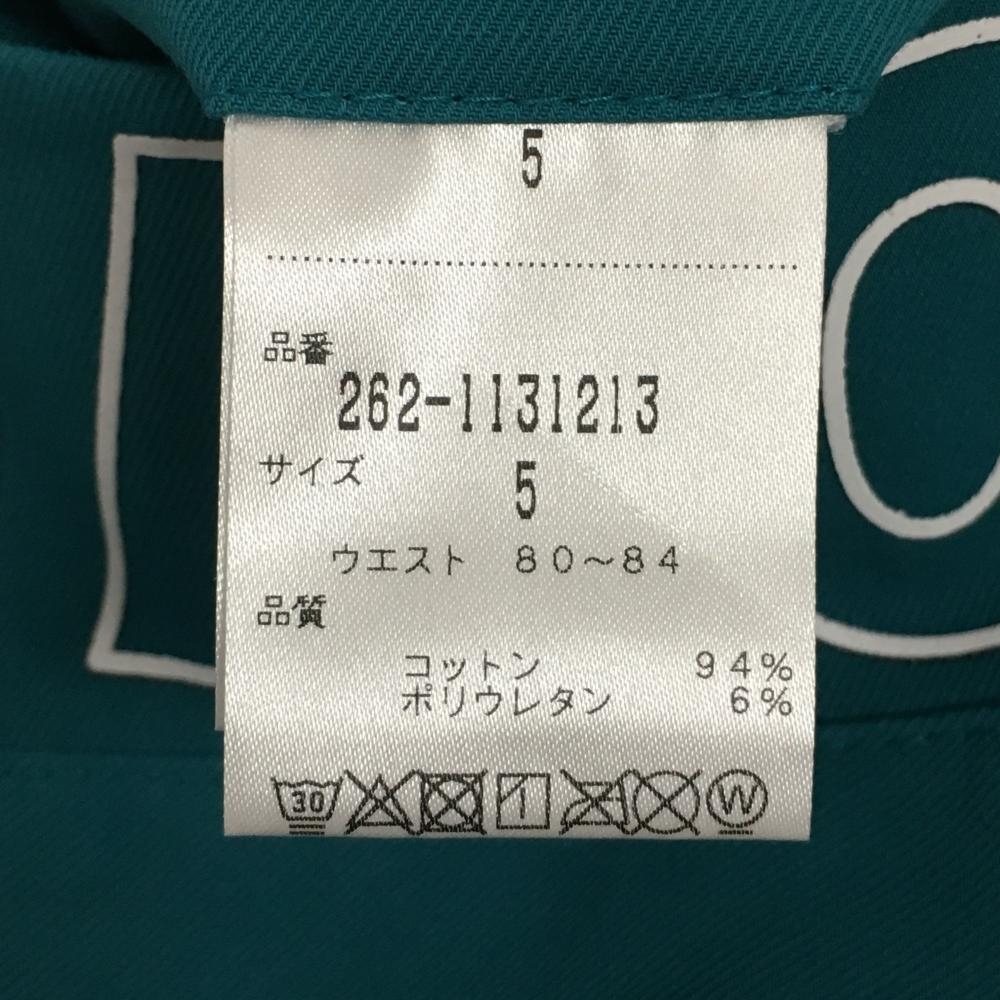 5
品番
262-1131213
サイズ
5
ウエスト 80〜84
品質
コットン 94%
ポリウレタン 6%
30 W